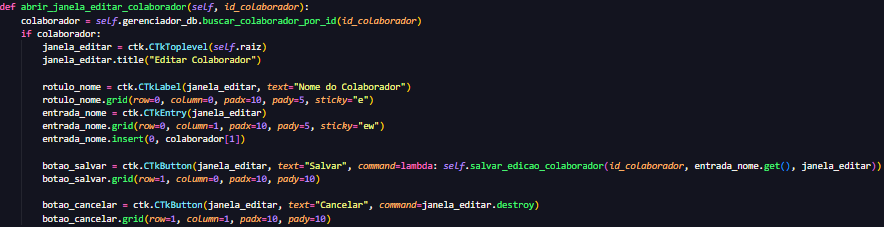 def abrir_janela_editar_colaborador(self, id_colaborador):
    colaborador = self.gerenciador_db.buscar_colaborador_por_id(id_colaborador)
    if colaborador:
        janela_editar = ctk.CTkToplevel(self.raiz)
        janela_editar.title("Editar Colaborador")

        rotulo_nome = ctk.CTkLabel(janela_editar, text="Nome do Colaborador")
        rotulo_nome.grid(row=0, column=0, padx=10, pady=5, sticky="e")
        entrada_nome = ctk.CTkEntry(janela_editar)
        entrada_nome.grid(row=0, column=1, padx=10, pady=5, sticky="ew")
        entrada_nome.insert(0, colaborador[1])

        botao_salvar = ctk.CTkButton(janela_editar, text="Salvar", command=lambda: self.salvar_edicao_colaborador(id_colaborador, entrada_nome.get(), janela_editar))
        botao_salvar.grid(row=1, column=0, padx=10, pady=10)

        botao_cancelar = ctk.CTkButton(janela_editar, text="Cancelar", command=janela_editar.destroy)
        botao_cancelar.grid(row=1, column=1, padx=10, pady=10)